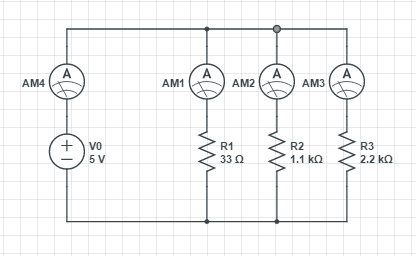 A
A
A
A
AM4
AM1
AM2
AM3
+
−
V0
5 V
R1
33 Ω
R2
1.1 kΩ
R3
2.2 kΩ